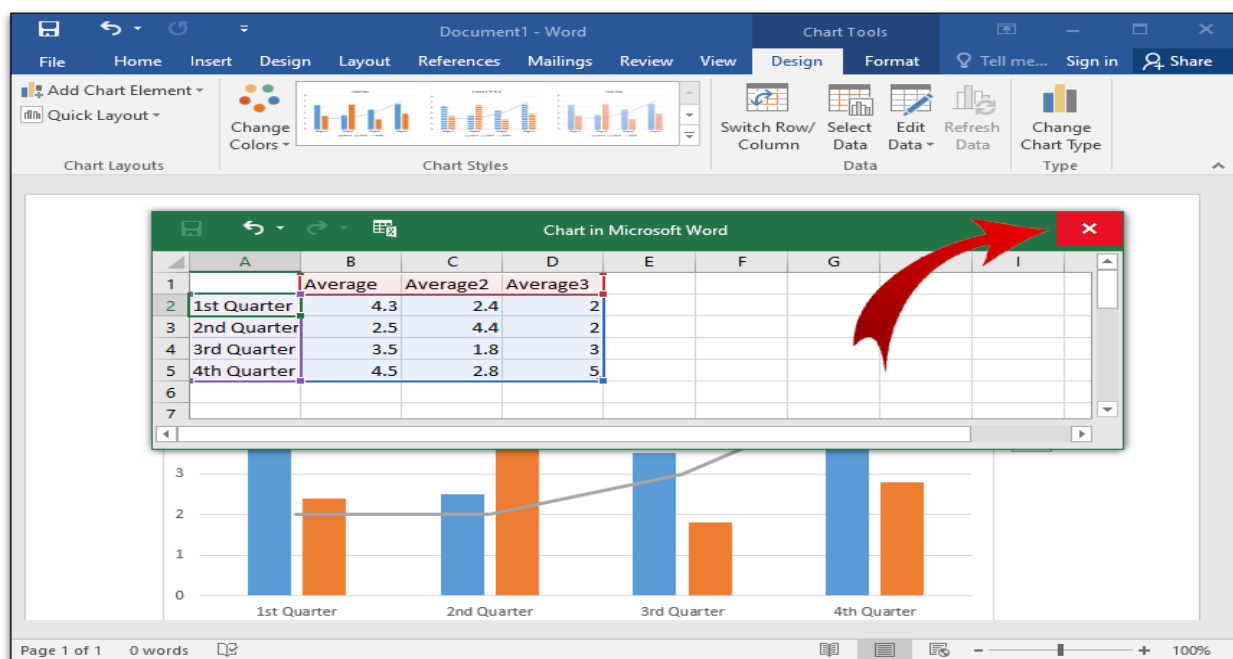 Document1 - Word Chart Tools
File Home Insert Design Layout References Mailings Review View Design Format Tell me... Sign in Share
Add Chart Element
Quick Layout
Change Colors
Switch Row/ Column
Select Data
Edit Data
Refresh Data
Change Chart Type
Chart Layouts Chart Styles Data Type
Chart in Microsoft Word
A B C D E F G I
1 Average Average2 Average3
2 1st Quarter 4.3 2.4 2
3 2nd Quarter 2.5 4.4 2
4 3rd Quarter 3.5 1.8 3
5 4th Quarter 4.5 2.8 5
6
7
3
2
1
0
1st Quarter 2nd Quarter 3rd Quarter 4th Quarter
Page 1 of 1 0 words 100%